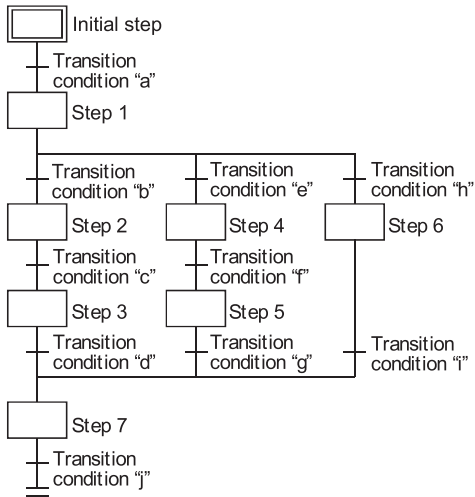 Initial step
Transition
condition “a”
Step 1
Transition
condition “b”
Transition
condition “e”
Transition
condition “h”
Step 2
Step 4
Step 6
Transition
condition “c”
Transition
condition “f”
Step 3
Step 5
Transition
condition “d”
Transition
condition “g”
Transition
condition “i”
Step 7
Transition
condition “j”